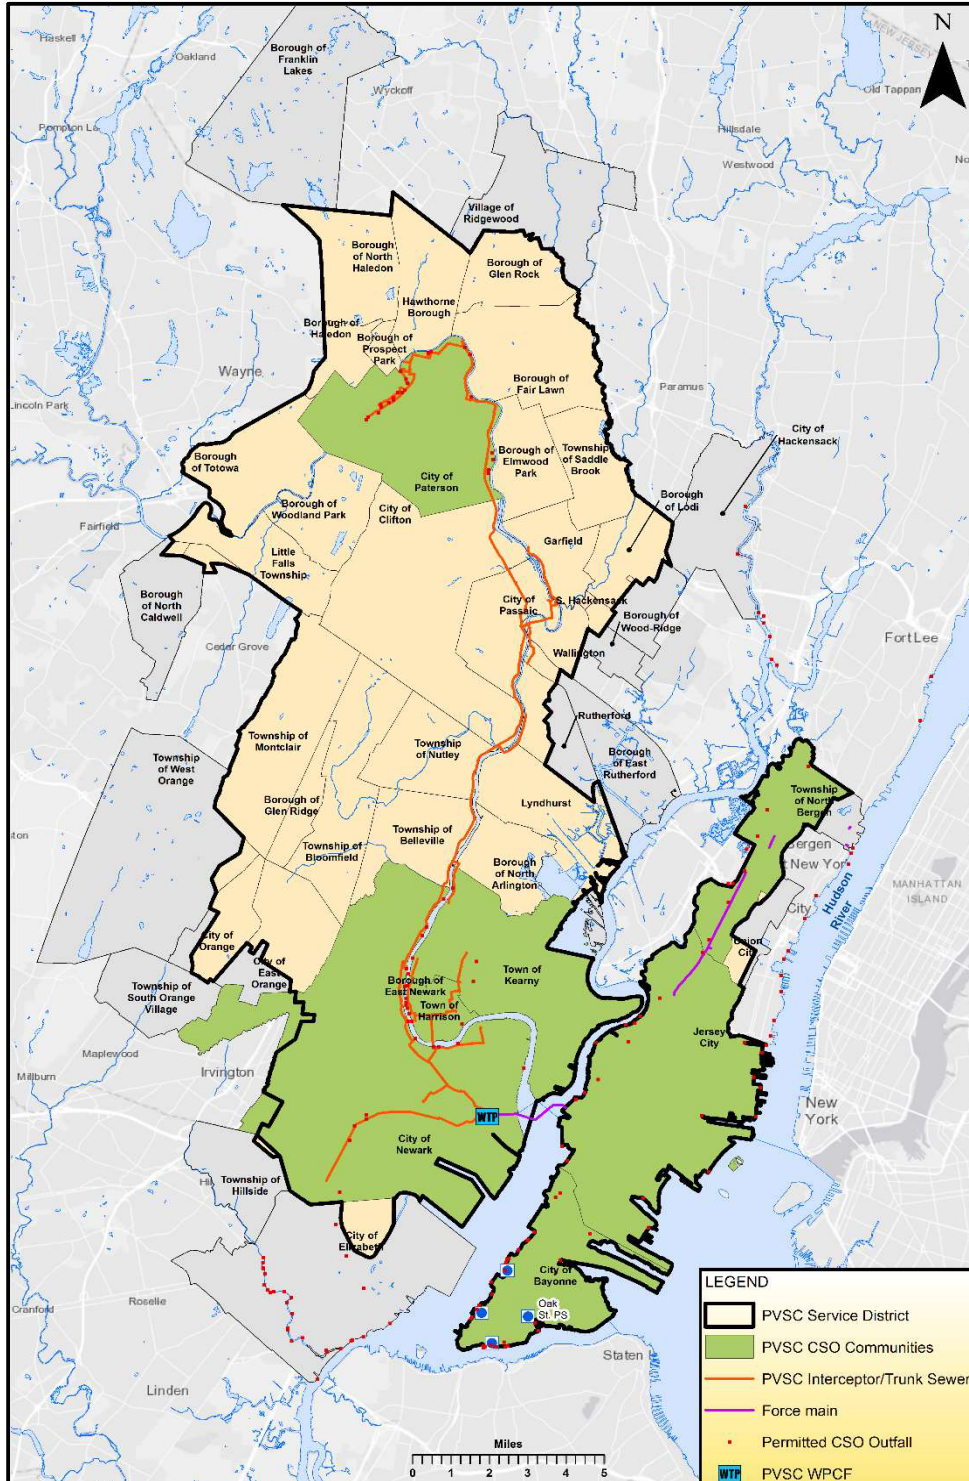 N
Haskell
Oakland
Borough of
Franklin
Lakes
Wyckoff
NEW JERSEY
Old Tappan
Hillsdale
Westwood
Village of
Ridgewood
Borough
of North
Haledon
Borough of
Glen Rock
Hawthorne
Borough
Borough of
Haledon
Borough of
Prospect
Park
Wayne
Lincoln Park
Borough of
Fair Lawn
Paramus
City of
Hackensack
Borough
of Totowa
City of
Paterson
Borough of
Elmwood
Park
Township
of Saddle
Brook
Borough
of Lodi
Borough of
Woodland Park
City of
Clifton
Fairfield
Little
Falls
Township
Garfield
Borough
of North
Caldwell
City of
Passaic
S. Hackensack
Borough of
Wood-Ridge
Cedar Grove
Wallington
Fort Lee
Rutherford
Township of
Montclair
Township
of Nutley
Borough
of East
Rutherford
Township
of West
Orange
Borough of
Glen Ridge
Lyndhurst
Township
of North
Bergen
Township of
Bloomfield
Township of
Belleville
Bergen
New York
Borough
of North
Arlington
MANHATTAN
ISLAND
City
Hudson
River
City of
Orange
Union
City
City of
East
Orange
Township of
South Orange
Village
Borough of
East Newark
Town of
Kearny
Town of
Harrison
Jersey
City
Maplewood
Millburn
Irvington
New
York
WTP
City of
Newark
Township of
Hillside
City of
Elizabeth
City of
Bayonne
Oak
St. PS
Cranford
Roselie
Staten I
Linden
Miles
0 1 2 3 4 5
LEGEND
PVSC Service District
PVSC CSO Communities
PVSC Interceptor/Trunk Sewer
Force main
Permitted CSO Outfall
WTP PVSC WPCF